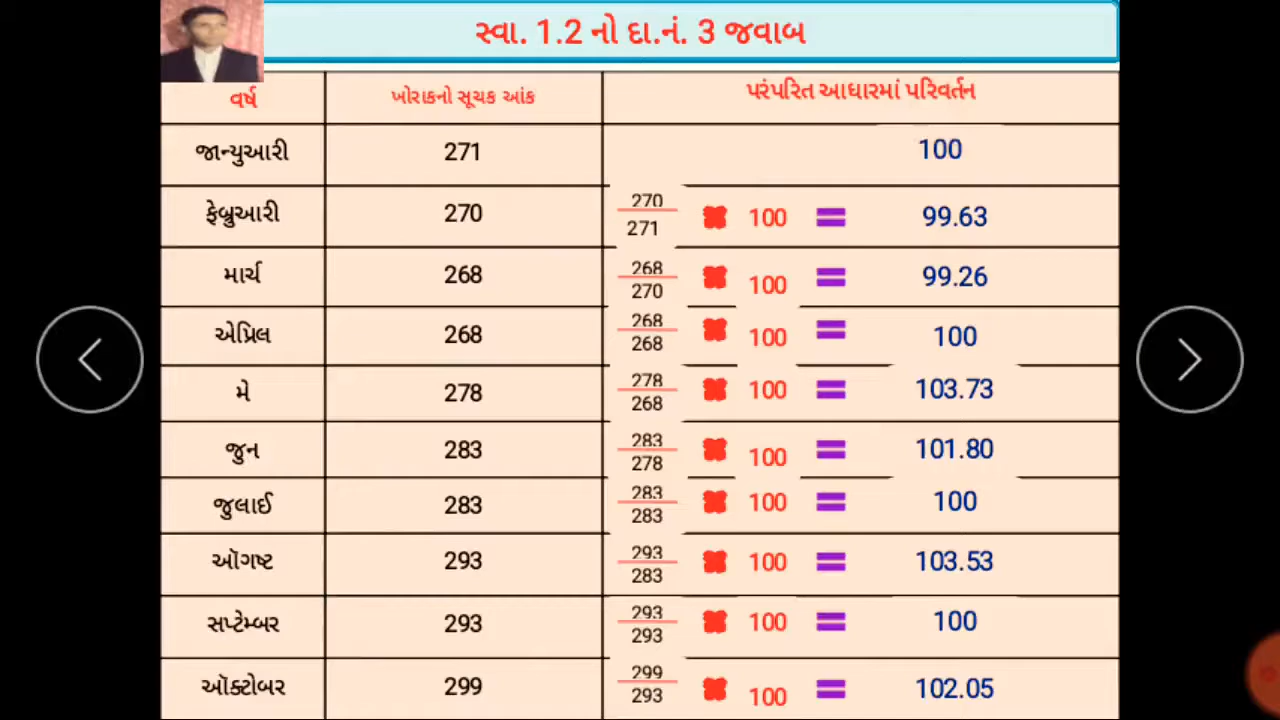 સ્વા. 1.2 નો દા.નં. 3 જવાબ
વર્ષ ખોરાકનો સૂચક આંક પરંપરિત આધારમાં પરિવર્તન
જાન્યુઆરી 271 100
ફેબ્રુઆરી 270 270/271 ✖ 100 = 99.63
માર્ચ 268 268/270 ✖ 100 = 99.26
એપ્રિલ 268 268/268 ✖ 100 = 100
મે 278 278/268 ✖ 100 = 103.73
જુન 283 283/278 ✖ 100 = 101.80
જુલાઈ 283 283/283 ✖ 100 = 100
ઑગષ્ટ 293 293/283 ✖ 100 = 103.53
સપ્ટેમ્બર 293 293/293 ✖ 100 = 100
ઑક્ટોબર 299 299/293 ✖ 100 = 102.05